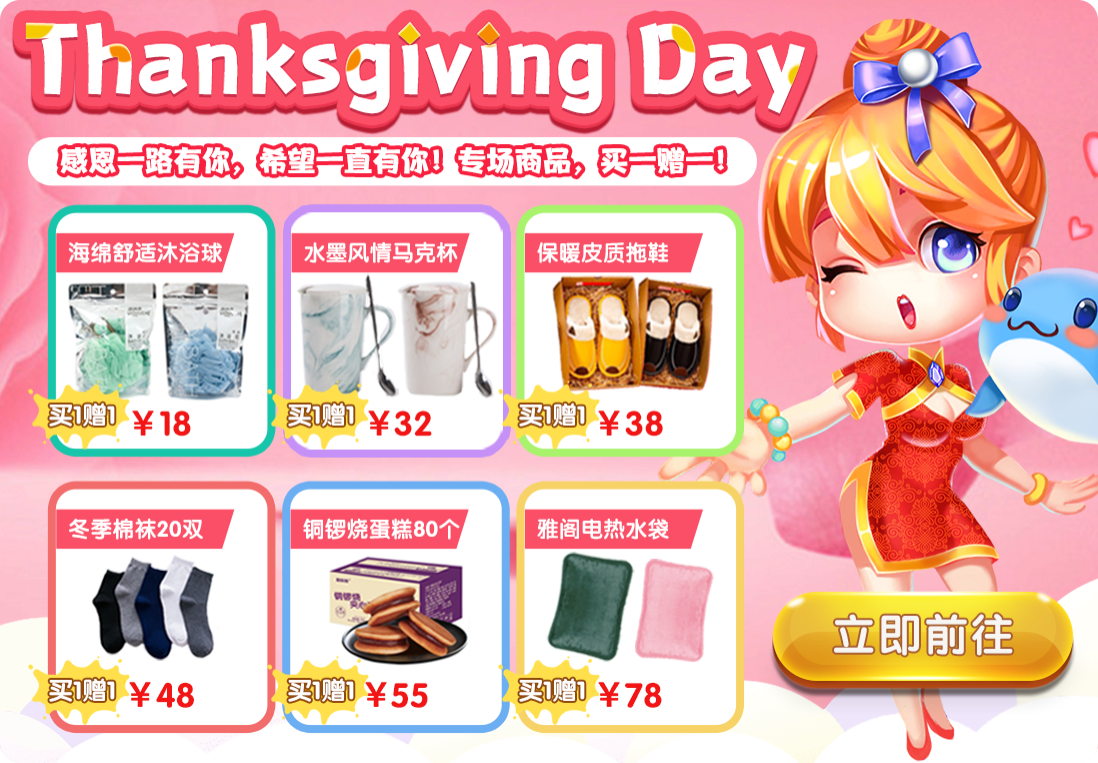 Thanksgiving Day
感恩一路有你，希望一直有你！专场商品，买一赠一！
海绵舒适沐浴球
买1赠1
￥18
水墨风情马克杯
买1赠1
￥32
保暖皮质拖鞋
买1赠1
￥38
冬季棉袜20双
买1赠1
￥48
铜锣烧蛋糕80个
铜锣烧
买1赠1
￥55
雅阁电热水袋
买1赠1
￥78
立即前往